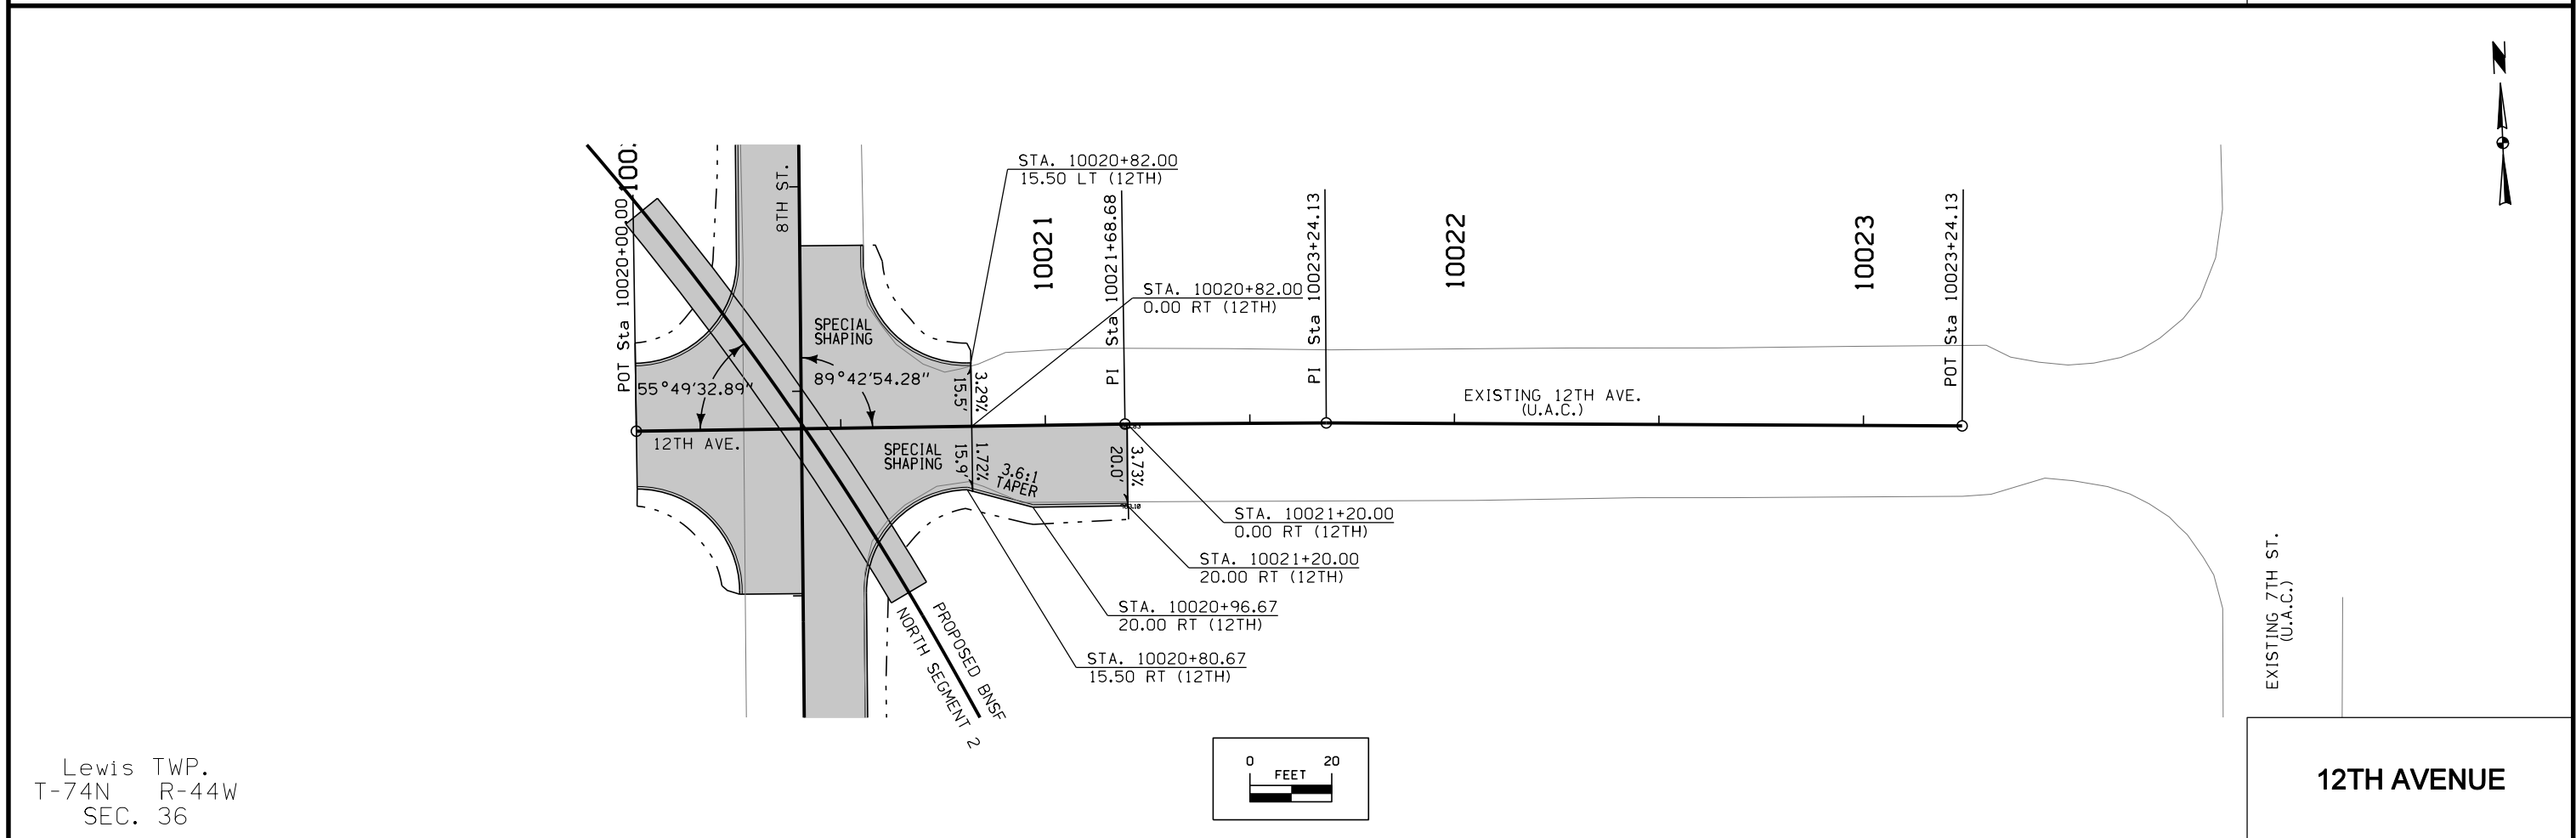 STA. 10020+82.00
15.50 LT (12TH)
8TH ST.
POT Sta 10020+00.00
10021
PI Sta 10021+68.68
PI Sta 10023+24.13
10022
10023
POT Sta 10023+24.13
STA. 10020+82.00
0.00 RT (12TH)
SPECIAL
SHAPING
55°49'32.89"
89°42'54.28"
15.5'
3.29%
EXISTING 12TH AVE.
(U.A.C.)
12TH AVE.
SPECIAL
SHAPING
15.9'
1.72%
3.6:1
TAPER
20.0'
3.73%
STA. 10021+20.00
0.00 RT (12TH)
STA. 10021+20.00
20.00 RT (12TH)
STA. 10020+96.67
20.00 RT (12TH)
STA. 10020+80.67
15.50 RT (12TH)
PROPOSED BNSF
NORTH SEGMENT 2
EXISTING 7TH ST.
(U.A.C.)
N
Lewis TWP.
T-74N R-44W
SEC. 36
0 20
FEET
12TH AVENUE